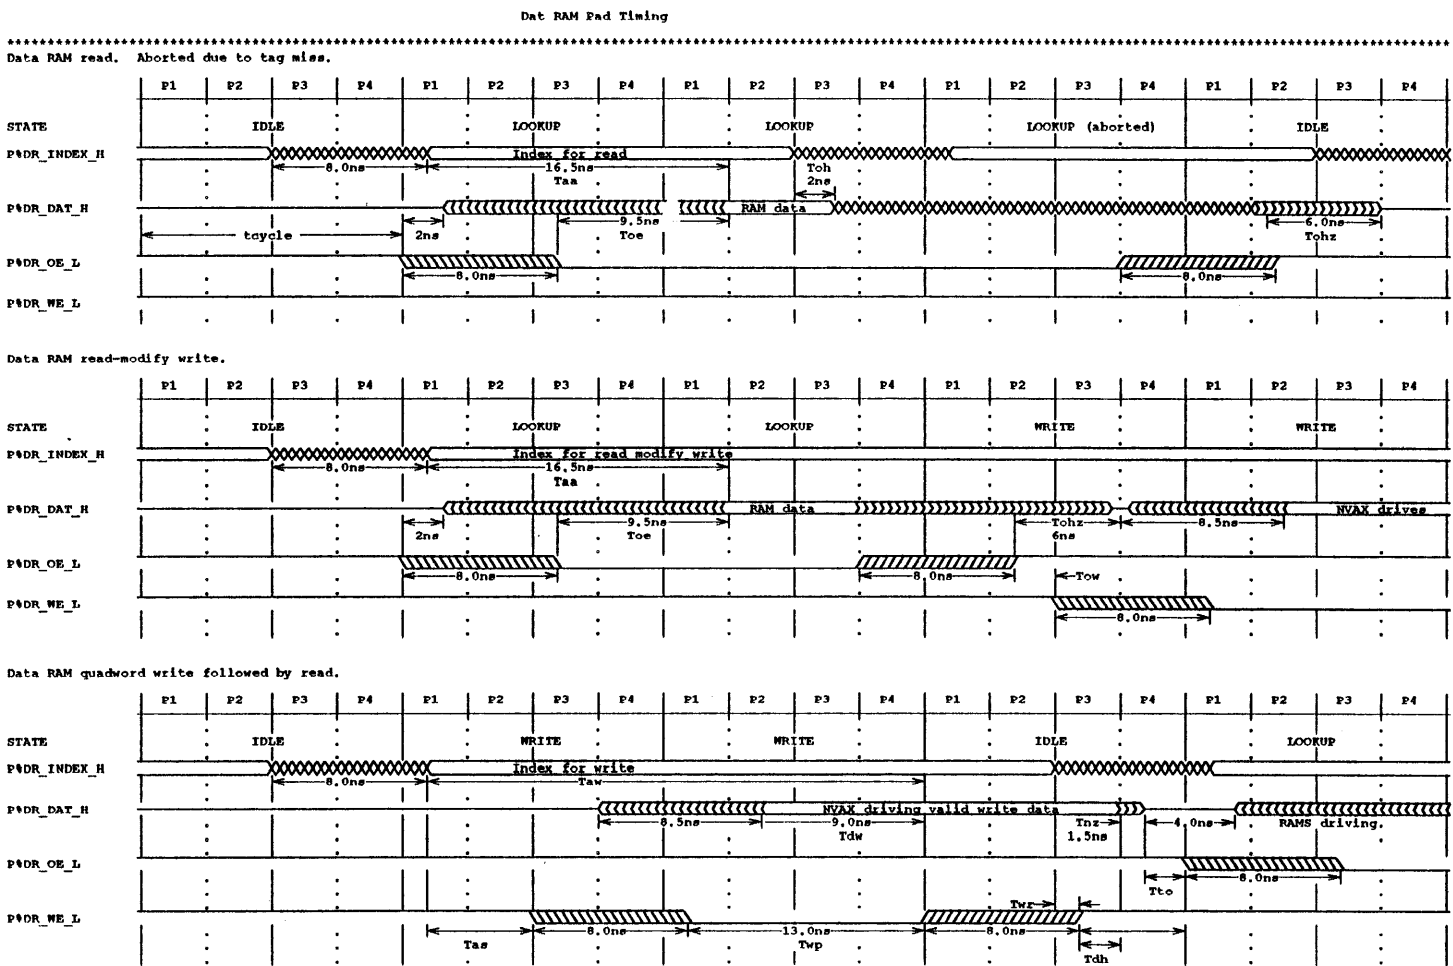 Dat RAM Pad Timing
****************************************************************************************************************************************************************
Data RAM read. Aborted due to tag miss.
P1 P2 P3 P4 P1 P2 P3 P4 P1 P2 P3 P4 P1 P2 P3 P4 P1 P2 P3 P4
STATE IDLE LOOKUP LOOKUP LOOKUP (aborted) IDLE
P%DR_INDEX_H Index for read
8.0ns 16.5ns Toh
Taa 2ns
P%DR_DAT_H RAM data
tcycle 2ns 9.5ns 6.0ns
Toe Tohz
P%DR_OE_L
8.0ns 8.0ns
P%DR_WE_L
Data RAM read-modify write.
P1 P2 P3 P4 P1 P2 P3 P4 P1 P2 P3 P4 P1 P2 P3 P4 P1 P2 P3 P4
STATE IDLE LOOKUP LOOKUP WRITE WRITE
P%DR_INDEX_H Index for read modify write
8.0ns 16.5ns
Taa
P%DR_DAT_H RAM data NVAX drives
2ns 9.5ns Tohz 8.5ns
Toe 6ns
P%DR_OE_L
8.0ns 8.0ns Tow
P%DR_WE_L
8.0ns
Data RAM quadword write followed by read.
P1 P2 P3 P4 P1 P2 P3 P4 P1 P2 P3 P4 P1 P2 P3 P4 P1 P2 P3 P4
STATE IDLE WRITE WRITE IDLE LOOKUP
P%DR_INDEX_H Index for write
8.0ns Taw
P%DR_DAT_H NVAX driving valid write data
8.5ns 9.0ns Tnz 4.0ns RAMS driving.
Tdw 1.5ns
P%DR_OE_L
8.0ns
Tto
Twr
P%DR_WE_L
8.0ns 13.0ns 8.0ns
Tas Twp Tdh